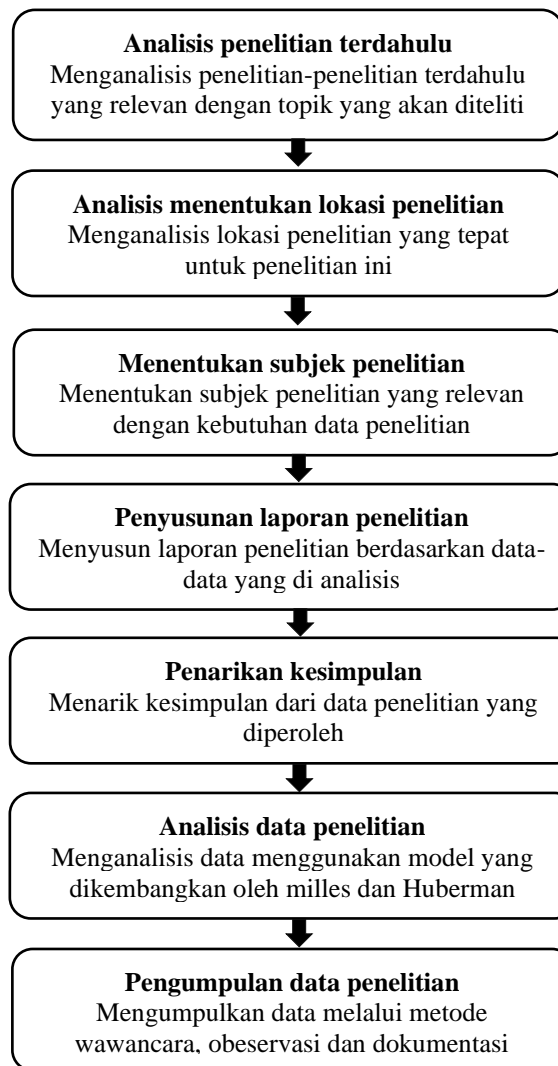 Analisis penelitian terdahulu
Menganalisis penelitian-penelitian terdahulu
yang relevan dengan topik yang akan diteliti
Analisis menentukan lokasi penelitian
Menganalisis lokasi penelitian yang tepat
untuk penelitian ini
Menentukan subjek penelitian
Menentukan subjek penelitian yang relevan
dengan kebutuhan data penelitian
Penyusunan laporan penelitian
Menyusun laporan penelitian berdasarkan data-
data yang di analisis
Penarikan kesimpulan
Menarik kesimpulan dari data penelitian yang
diperoleh
Analisis data penelitian
Menganalisis data menggunakan model yang
dikembangkan oleh milles dan Huberman
Pengumpulan data penelitian
Mengumpulkan data melalui metode
wawancara, obeservasi dan dokumentasi